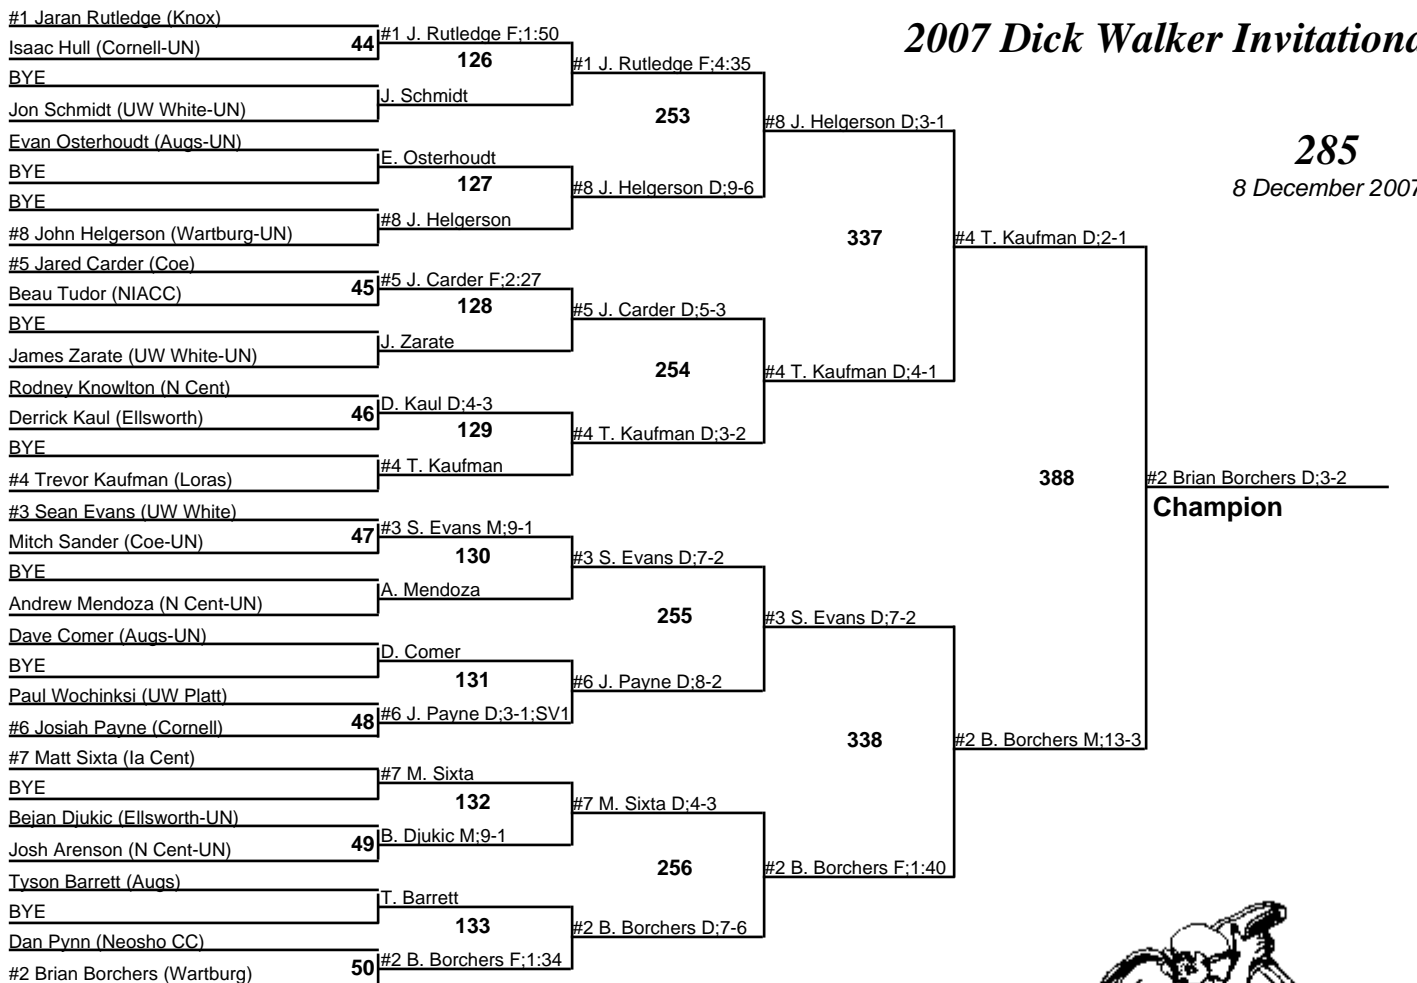 2007 Dick Walker Invitationa
285
8 December 2007
#1 Jaran Rutledge (Knox)
Isaac Hull (Cornell-UN)
BYE
Jon Schmidt (UW White-UN)
Evan Osterhoudt (Augs-UN)
BYE
BYE
#8 John Helgerson (Wartburg-UN)
#5 Jared Carder (Coe)
Beau Tudor (NIACC)
BYE
James Zarate (UW White-UN)
Rodney Knowlton (N Cent)
Derrick Kaul (Ellsworth)
BYE
#4 Trevor Kaufman (Loras)
#3 Sean Evans (UW White)
Mitch Sander (Coe-UN)
BYE
Andrew Mendoza (N Cent-UN)
Dave Comer (Augs-UN)
BYE
Paul Wochinksi (UW Platt)
#6 Josiah Payne (Cornell)
#7 Matt Sixta (Ia Cent)
BYE
Bejan Djukic (Ellsworth-UN)
Josh Arenson (N Cent-UN)
Tyson Barrett (Augs)
BYE
Dan Pynn (Neosho CC)
#2 Brian Borchers (Wartburg)
44
45
46
47
48
49
50
#1 J. Rutledge F;1:50
126
J. Schmidt
E. Osterhoudt
127
#8 J. Helgerson
#5 J. Carder F;2:27
128
J. Zarate
D. Kaul D;4-3
129
#4 T. Kaufman
#3 S. Evans M;9-1
130
A. Mendoza
D. Comer
131
#6 J. Payne D;3-1;SV1
#7 M. Sixta
132
B. Djukic M;9-1
T. Barrett
133
#2 B. Borchers F;1:34
#1 J. Rutledge F;4:35
253
#8 J. Helgerson D;9-6
#5 J. Carder D;5-3
254
#4 T. Kaufman D;3-2
#3 S. Evans D;7-2
255
#6 J. Payne D;8-2
#7 M. Sixta D;4-3
256
#2 B. Borchers D;7-6
#8 J. Helgerson D;3-1
337
#4 T. Kaufman D;4-1
#3 S. Evans D;7-2
338
#2 B. Borchers F;1:40
#4 T. Kaufman D;2-1
388
#2 B. Borchers M;13-3
#2 Brian Borchers D;3-2
Champion